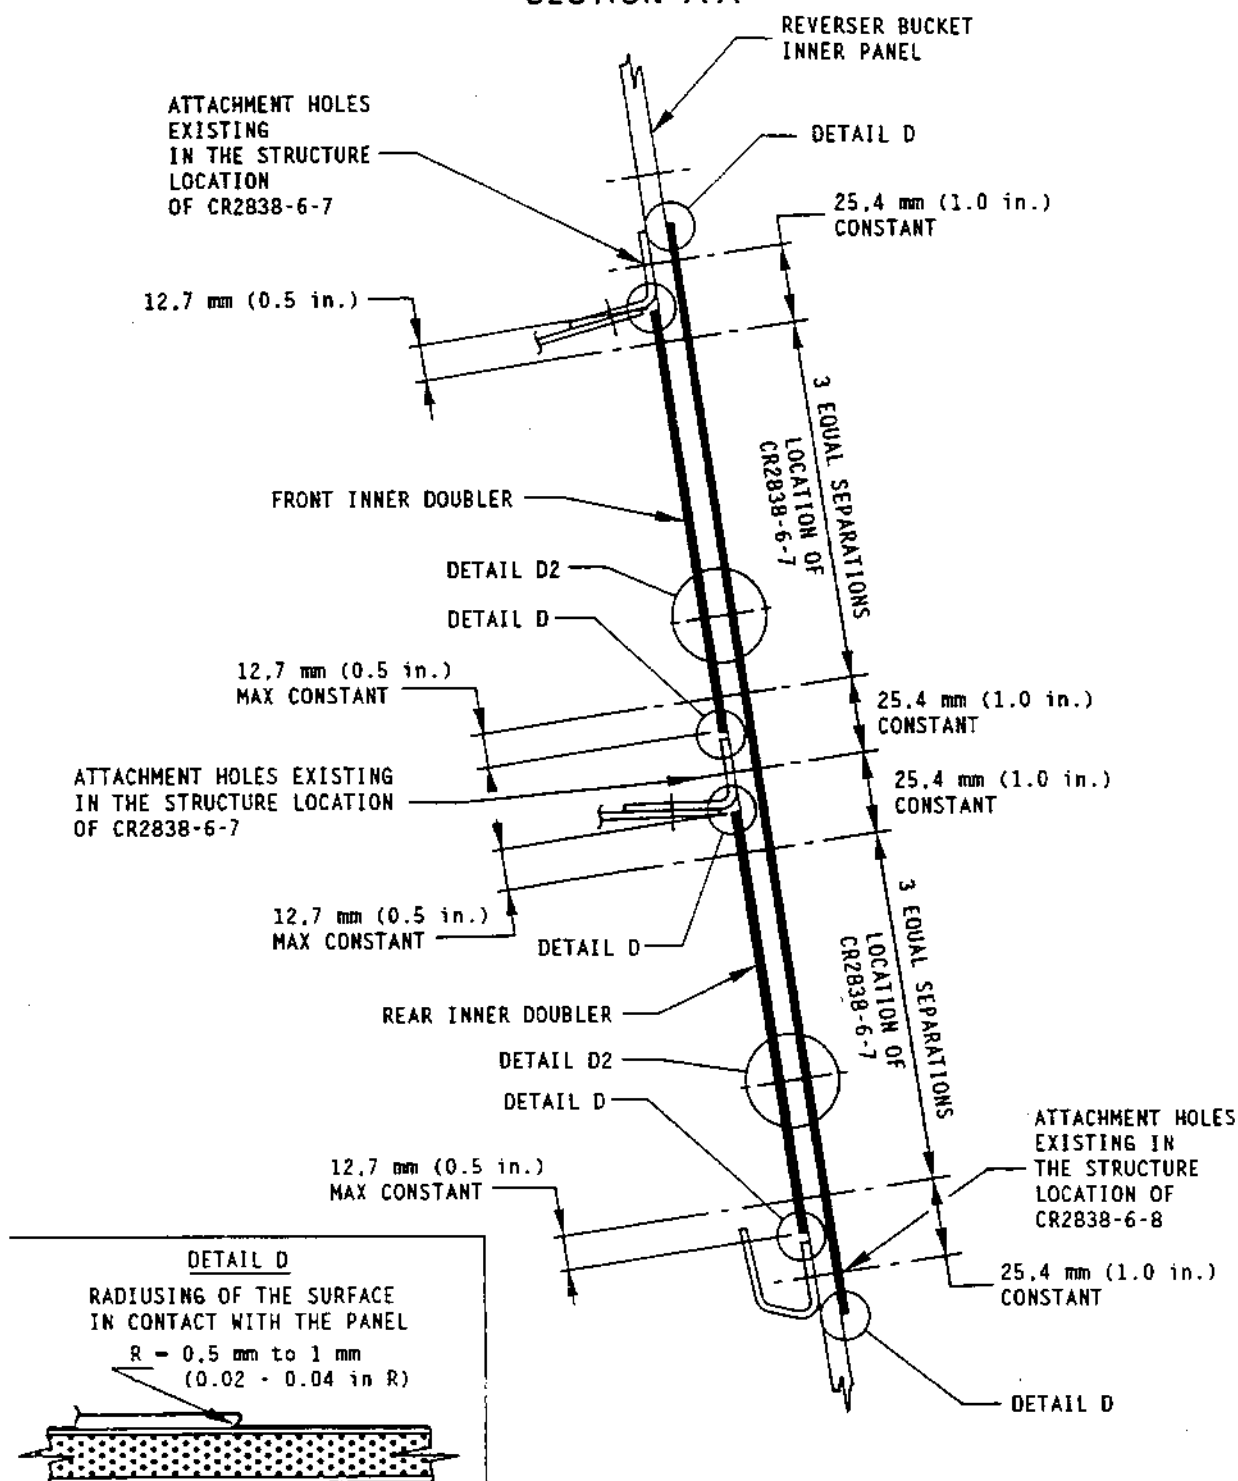 SECTION A-A
REVERSER BUCKET
INNER PANEL
ATTACHMENT HOLES
EXISTING
IN THE STRUCTURE
LOCATION
OF CR2838-6-7
DETAIL D
25,4 mm (1.0 in.)
CONSTANT
12,7 mm (0.5 in.)
3 EQUAL SEPARATIONS
LOCATION OF
CR2838-6-7
FRONT INNER DOUBLER
DETAIL D2
DETAIL D
12,7 mm (0.5 in.)
MAX CONSTANT
25,4 mm (1.0 in.)
CONSTANT
ATTACHMENT HOLES EXISTING
IN THE STRUCTURE LOCATION
OF CR2838-6-7
25,4 mm (1.0 in.)
CONSTANT
12,7 mm (0.5 in.)
MAX CONSTANT
DETAIL D
3 EQUAL SEPARATIONS
LOCATION OF
CR2838-6-7
REAR INNER DOUBLER
DETAIL D2
DETAIL D
ATTACHMENT HOLES
EXISTING IN
THE STRUCTURE
LOCATION OF
CR2838-6-8
12,7 mm (0.5 in.)
MAX CONSTANT
25,4 mm (1.0 in.)
CONSTANT
DETAIL D
DETAIL D
RADIUSING OF THE SURFACE
IN CONTACT WITH THE PANEL
R - 0,5 mm to 1 mm
(0.02 - 0.04 in R)